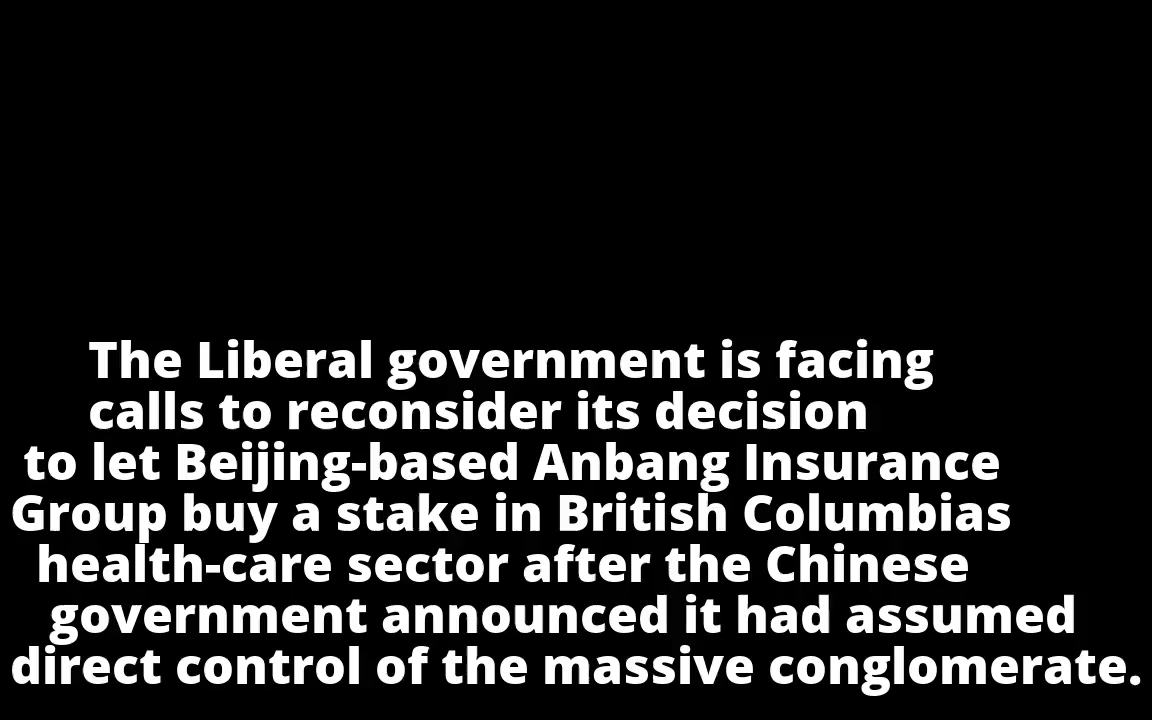 The Liberal government is facing
calls to reconsider its decision
to let Beijing-based Anbang Insurance
Group buy a stake in British Columbias
health-care sector after the Chinese
government announced it had assumed
direct control of the massive conglomerate.